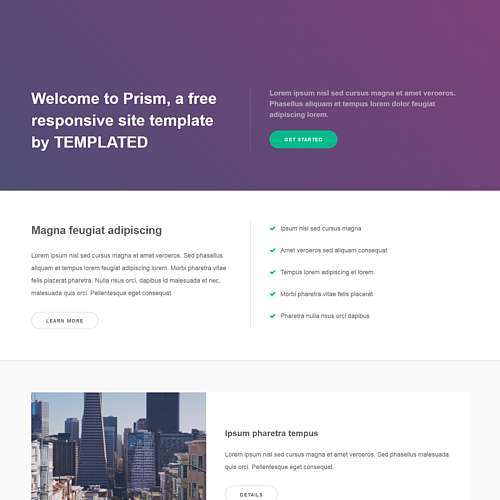 Welcome to Prism, a free
responsive site template
by TEMPLATED
Lorem ipsum nisl sed cursus magna et amet veroeros.
Phasellus aliquam et tempus lorem dolor feugiat
adipiscing lorem.
GET STARTED
Magna feugiat adipiscing
Lorem ipsum nisl sed cursus magna et amet veroeros. Sed phasellus
aliquam et tempus lorem feugiat aliquam et lorem. Morbi pharetra vitae
elis placerat pharetra. Nulla risus orci, dapibus id malesuada et nec,
malesuada quis orci. Pellentesque eget consequat.
LEARN MORE
Ipsum nisl sed cursus magna
Amet veroeros sed aliquam consequat
Tempus lorem adipiscing et lorem
Morbi pharetra vitae felis placerat
Pharetra nulla risus orci dapibus
Ipsum pharetra tempus
Lorem ipsum nisl sed cursus magna et amet veroeros. Sed phasellus
quis orci. Pellentesque eget consequat.
DETAILS